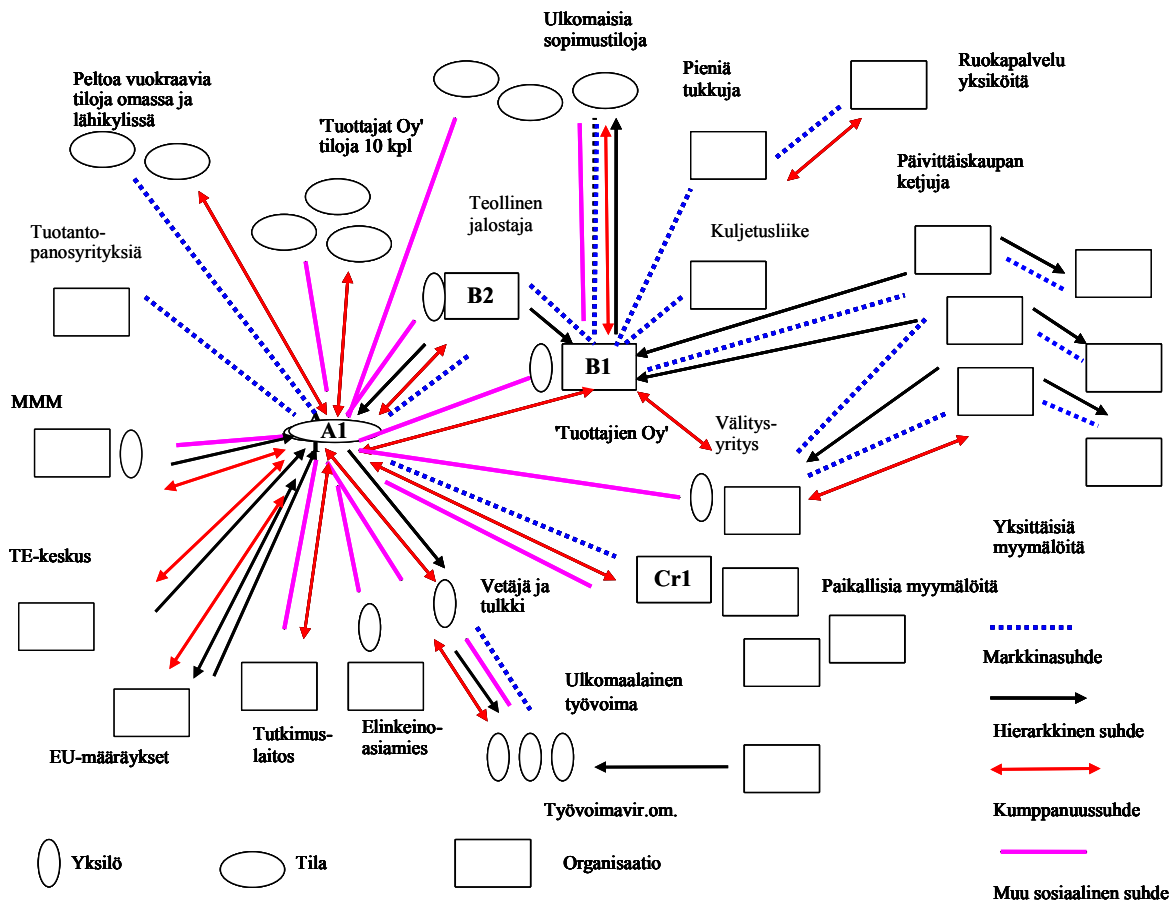 Ulkomaisia
sopimustiloja
Peltoa vuokraavia
tiloja omassa ja
lähikylissä
'Tuottajat Oy'
tiloja 10 kpl
Pieniä
tukkuja
Ruokapalvelu
yksiköitä
Päivittäiskaupan
ketjuja
Tuotanto-
panosyrityksiä
Teollinen
jalostaja
Kuljetusliike
B2
B1
MMM
A1
'Tuottajien Oy'
Välitys-
yritys
TE-keskus
Vetäjä ja
tulkki
Cr1
Yksittäisiä
myymälöitä
Paikallisia myymälöitä
EU-määräykset
Tutkimus-
laitos
Elinkeino-
asiamies
Ulkomaalainen
työvoima
Työvoimavir.om.
Markkinasuhde
Hierarkkinen suhde
Kumppanuussuhde
Muu sosiaalinen suhde
Yksilö
Tila
Organisaatio